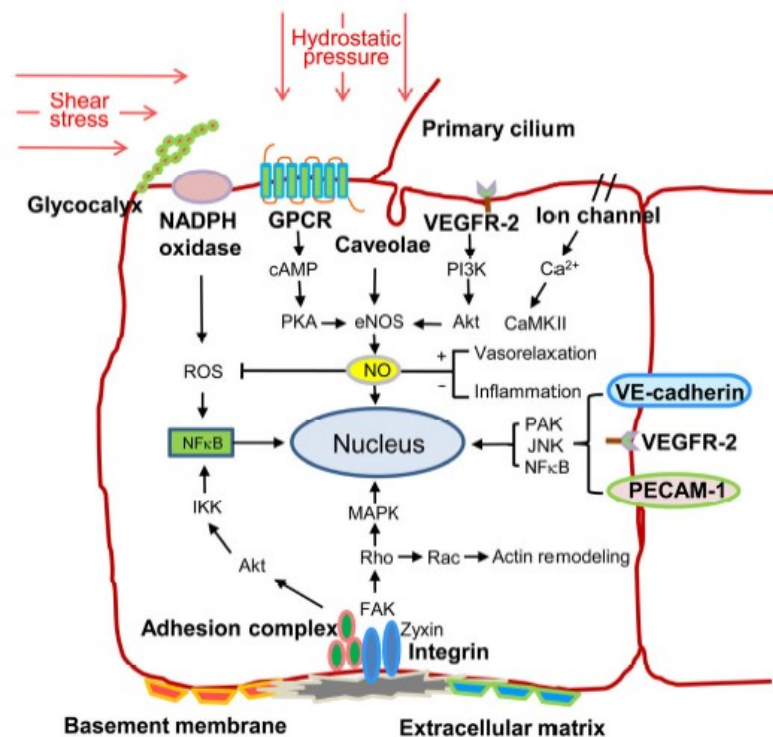 Hydrostatic
pressure
Shear
stress
Primary cilium
Glycocalyx
NADPH
oxidase
GPCR
Caveolae
VEGFR-2
Ion channel
cAMP
PI3K
Ca2+
PKA
eNOS
Akt
CaMKII
ROS
NO
+
Vasorelaxation
−
Inflammation
VE-cadherin
NFκB
Nucleus
PAK
JNK
NFκB
VEGFR-2
PECAM-1
IKK
MAPK
Akt
Rho
Rac
Actin remodeling
FAK
Adhesion complex
Zyxin
Integrin
Basement membrane
Extracellular matrix